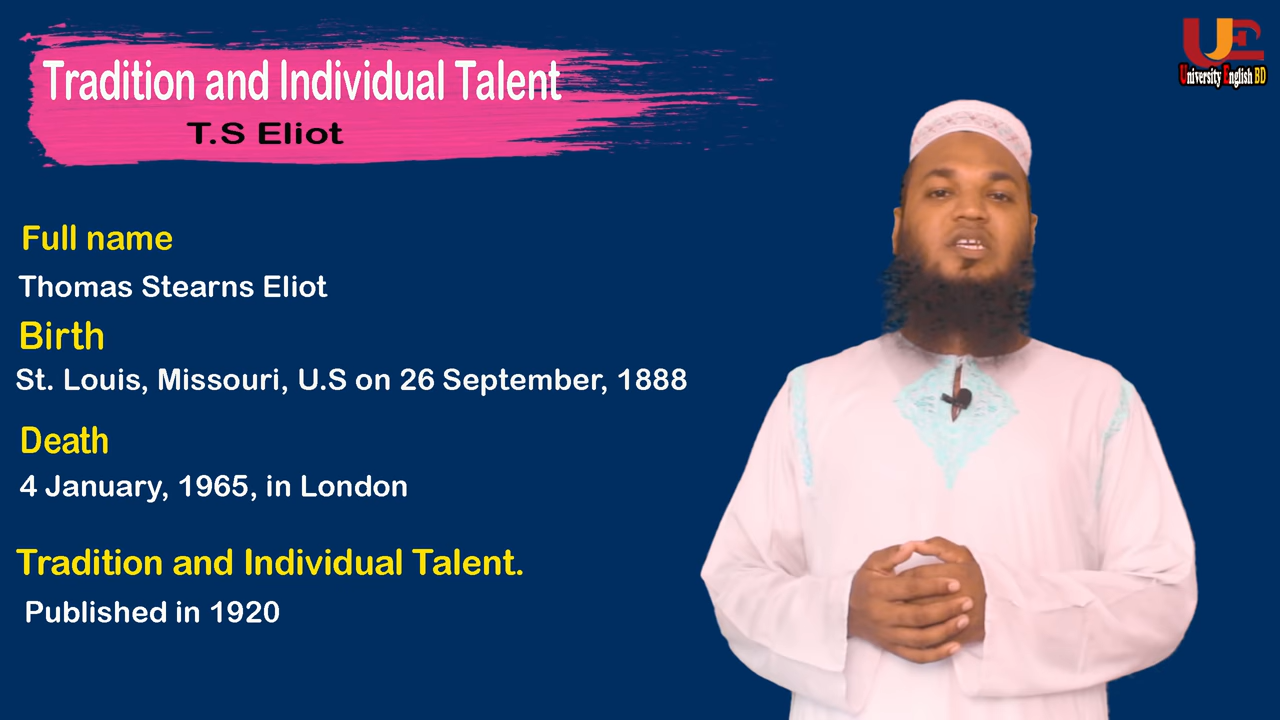 Tradition and Individual Talent
T.S Eliot
UE
University English BD
Full name
Thomas Stearns Eliot
Birth
St. Louis, Missouri, U.S on 26 September, 1888
Death
4 January, 1965, in London
Tradition and Individual Talent.
Published in 1920